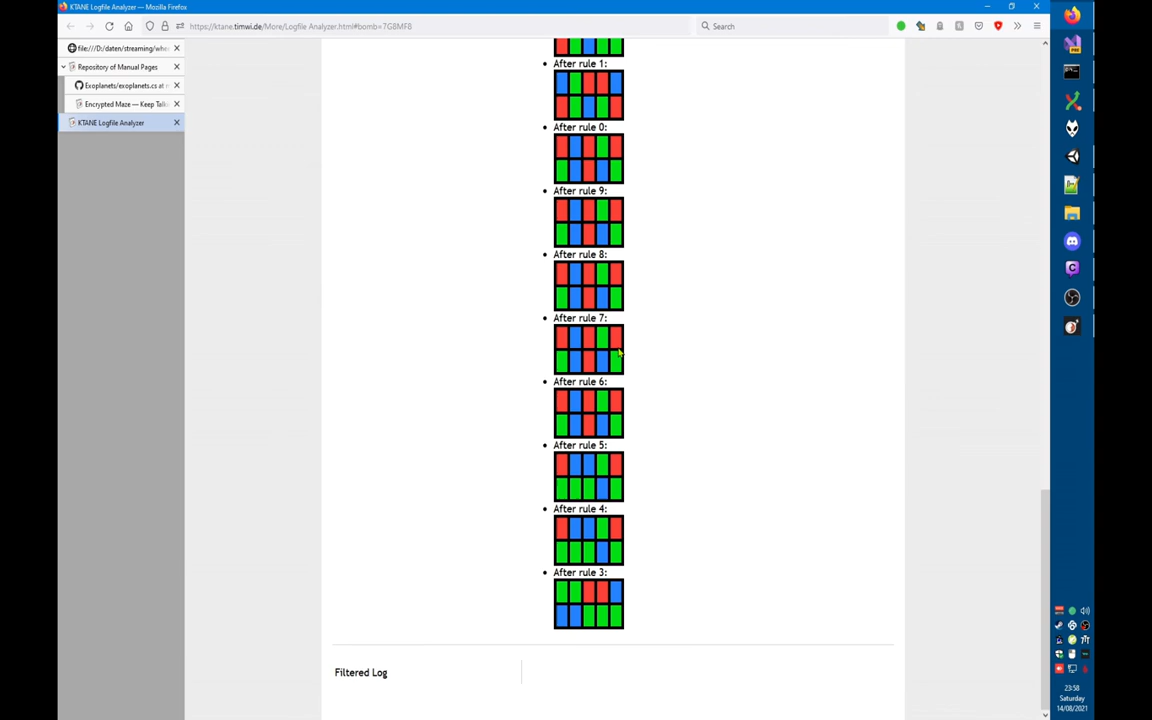 KTANE Logfile Analyzer — Mozilla Firefox
https://ktane.timwi.de/More/Logfile Analyzer.html#bomb=7GBMFB
Search
file:///D:/daten/streaming/whe
Repository of Manual Pages
Exoplanets/exoplanets.cs at m
Encrypted Maze — Keep Talk
KTANE Logfile Analyzer
After rule 1:
After rule 0:
After rule 9:
After rule 8:
After rule 7:
After rule 6:
After rule 5:
After rule 4:
After rule 3:
Filtered Log
23:58
Saturday
14/08/2021